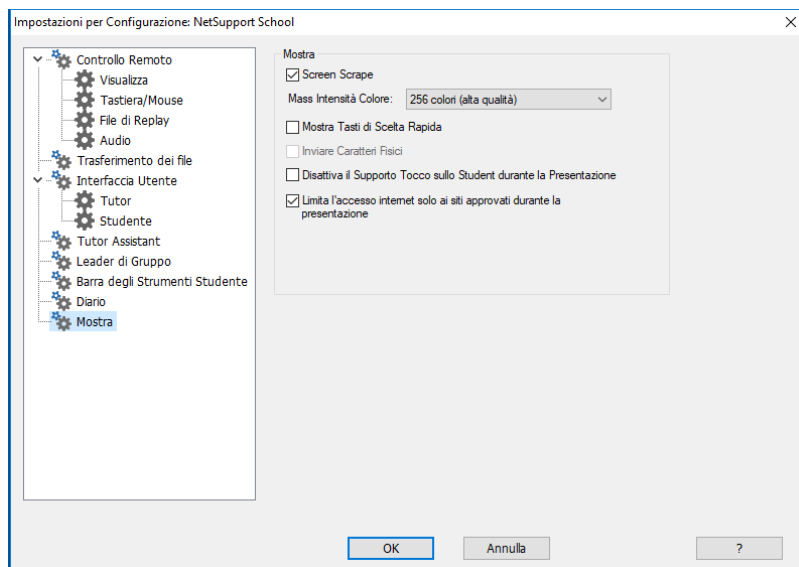 Impostazioni per Configurazione: NetSupport School
Controllo Remoto
Visualizza
Tastiera/Mouse
File di Replay
Audio
Trasferimento dei file
Interfaccia Utente
Tutor
Studente
Tutor Assistant
Leader di Gruppo
Barra degli Strumenti Studente
Diario
Mostra
Mostra
Screen Scrape
Mass Intensità Colore: 256 colori (alta qualità)
Mostra Tasti di Scelta Rapida
Inviare Caratteri Fisici
Disattiva il Supporto Tocco sullo Student durante la Presentazione
Limita l'accesso internet solo ai siti approvati durante la
presentazione
OK Annulla ?